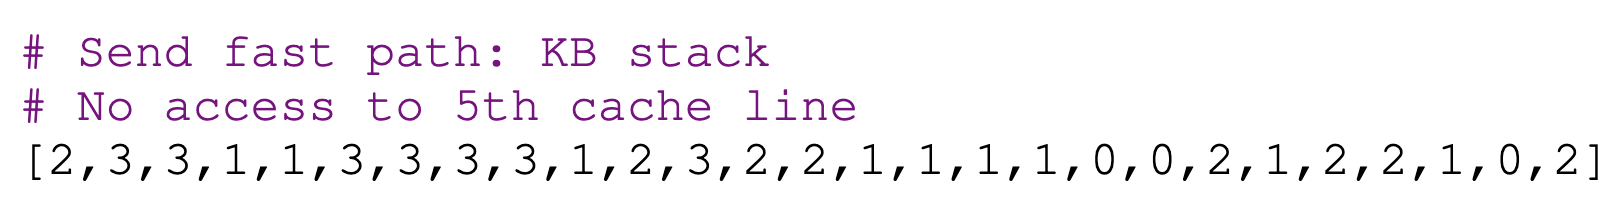 # Send fast path: KB stack
# No access to 5th cache line
[2,3,3,1,1,3,3,3,3,1,2,3,2,2,1,1,1,1,0,0,2,1,2,2,1,0,2]